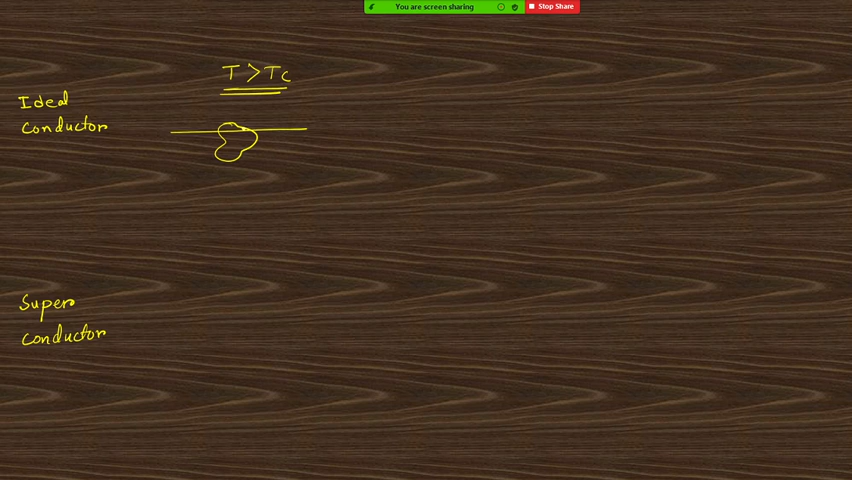 You are screen sharing
Stop Share
T > Tc
Ideal
conductor
Super
conductor